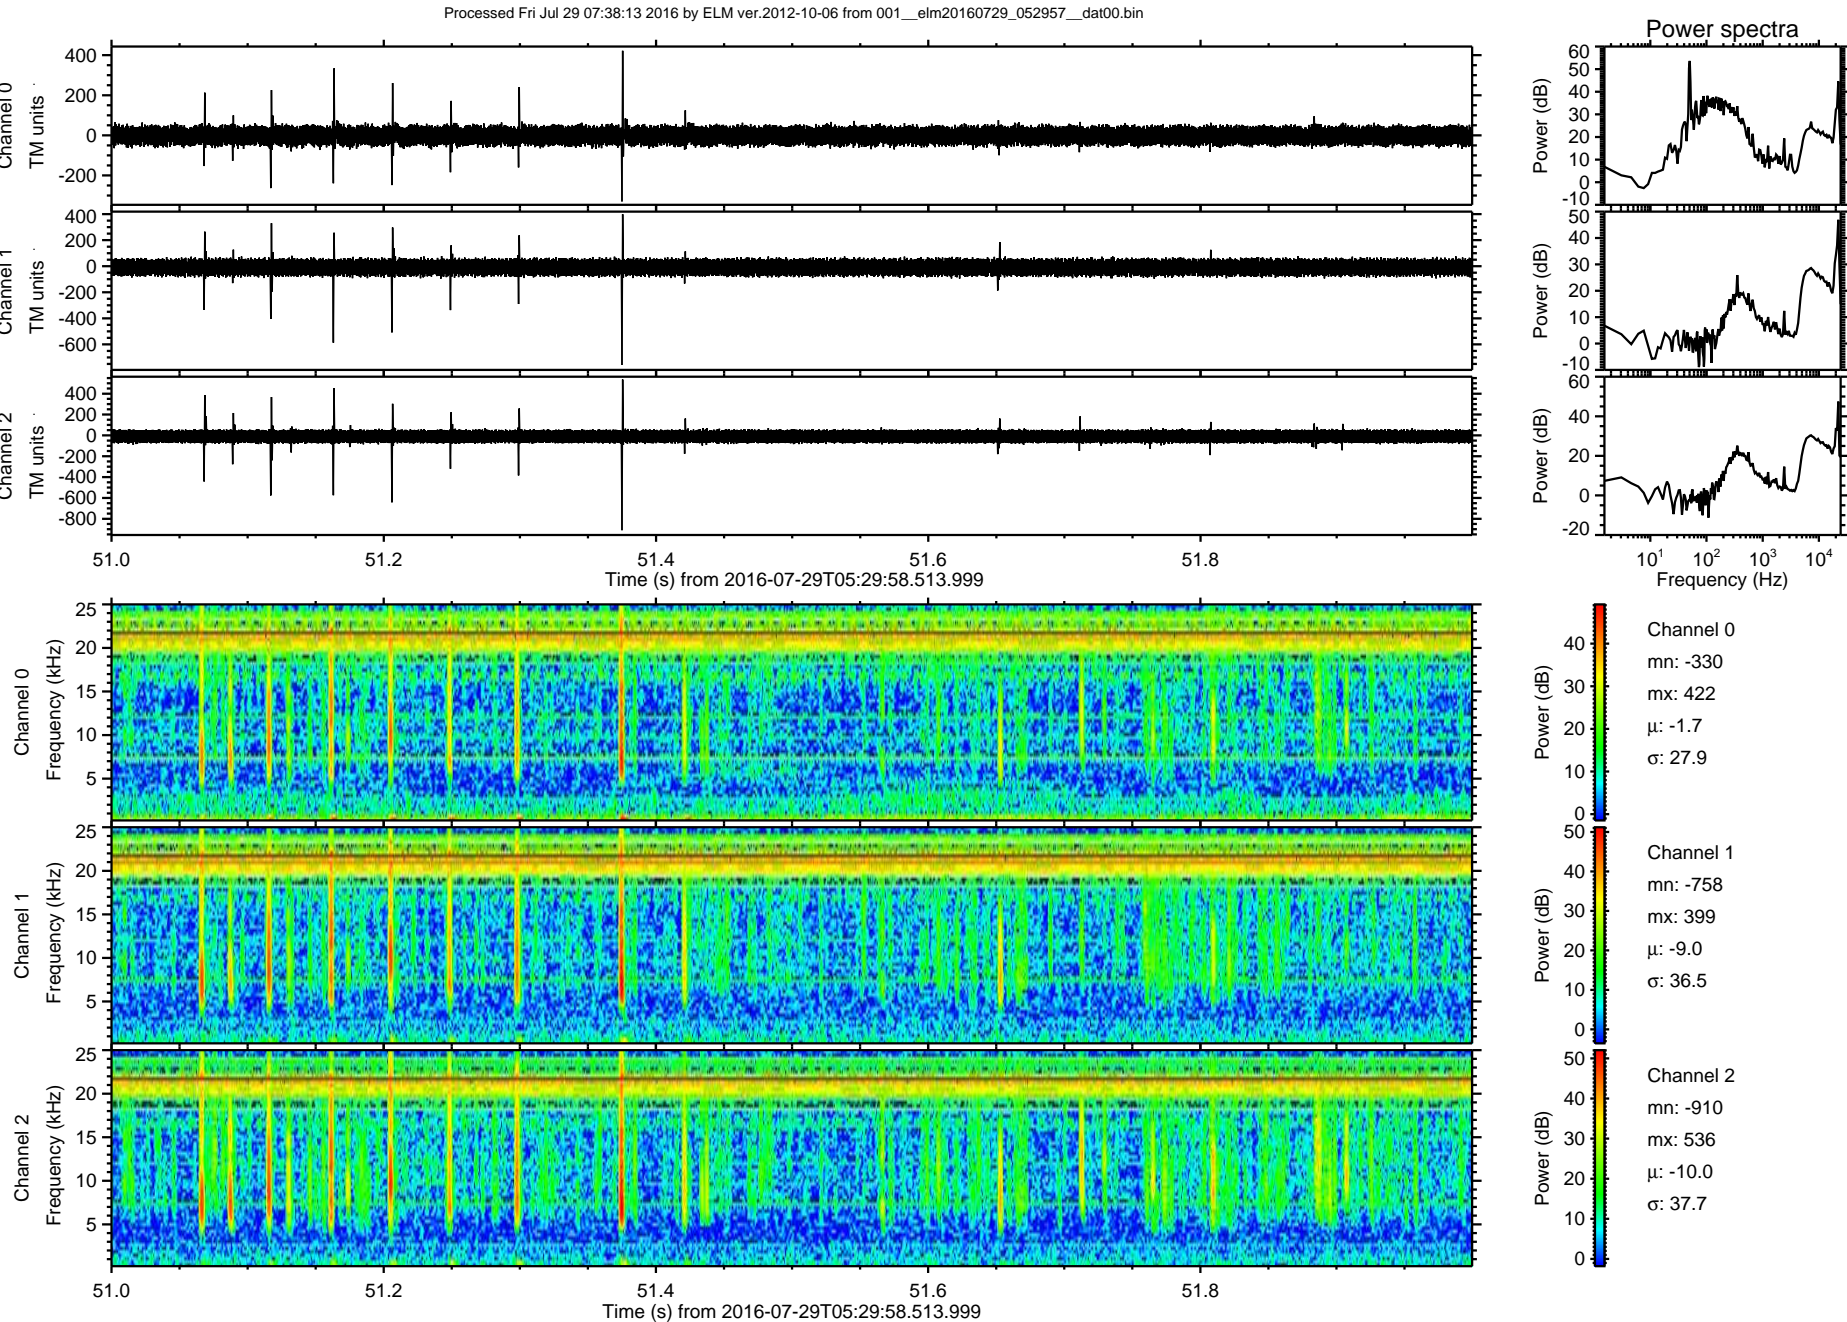 Processed Fri Jul 29 07:38:13 2016 by ELM ver.2012-10-06 from 001__elm20160729_052957__dat00.bin
Power spectra
Channel 0
TM units
400
200
0
-200
Power (dB)
60
50
40
30
20
10
0
-10
Channel 1
TM units
400
200
0
-200
-400
-600
Power (dB)
50
40
30
20
10
0
-10
Channel 2
TM units
400
200
0
-200
-400
-600
-800
Power (dB)
60
40
20
0
-20
51.0 51.2 51.4 51.6 51.8
Time (s) from 2016-07-29T05:29:58.513.999
10^1 10^2 10^3 10^4
Frequency (Hz)
Channel 0
Frequency (kHz)
25
20
15
10
5
Power (dB)
40
30
20
10
0
Channel 0
mn: -330
mx: 422
µ: -1.7
σ: 27.9
Channel 1
Frequency (kHz)
25
20
15
10
5
Power (dB)
50
40
30
20
10
0
Channel 1
mn: -758
mx: 399
µ: -9.0
σ: 36.5
Channel 2
Frequency (kHz)
25
20
15
10
5
Power (dB)
50
40
30
20
10
0
Channel 2
mn: -910
mx: 536
µ: -10.0
σ: 37.7
51.0 51.2 51.4 51.6 51.8
Time (s) from 2016-07-29T05:29:58.513.999